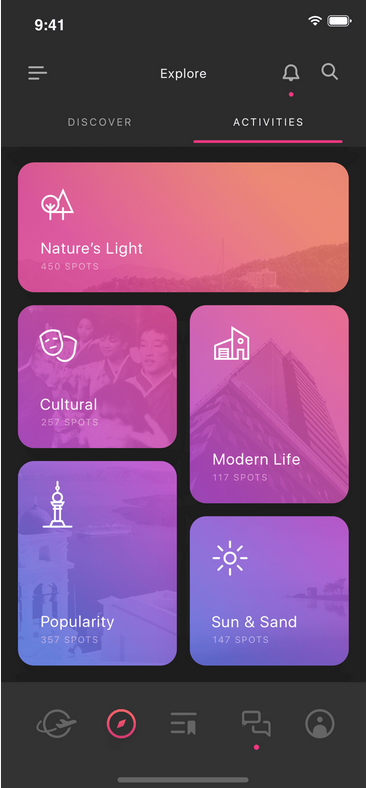 9:41
Explore
DISCOVER
ACTIVITIES
Nature's Light
450 SPOTS
Cultural
257 SPOTS
Modern Life
117 SPOTS
Popularity
357 SPOTS
Sun & Sand
147 SPOTS